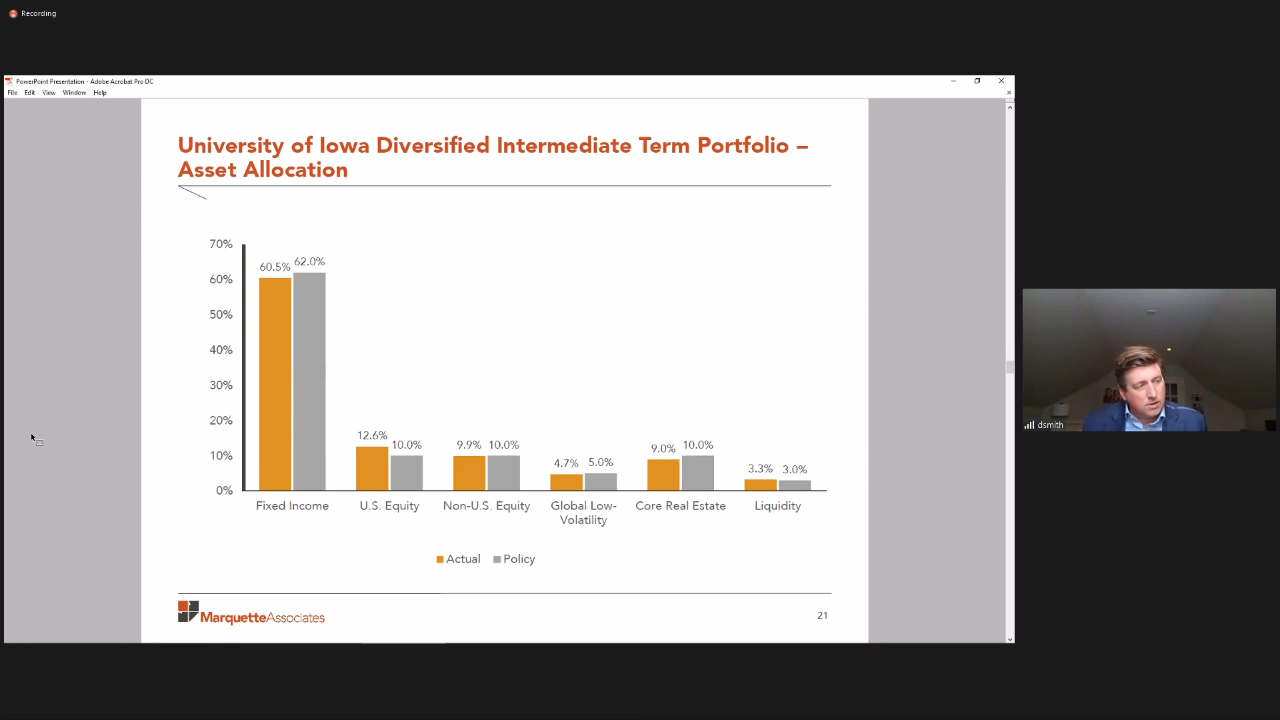 Recording
PowerPoint Presentation - Adobe Acrobat Pro DC
File Edit View Window Help
University of Iowa Diversified Intermediate Term Portfolio –
Asset Allocation
70%
60%
50%
40%
30%
20%
10%
0%
60.5% 62.0%
12.6% 10.0%
9.9% 10.0%
4.7% 5.0%
9.0% 10.0%
3.3% 3.0%
Fixed Income
U.S. Equity
Non-U.S. Equity
Global Low-
Volatility
Core Real Estate
Liquidity
Actual Policy
MarquetteAssociates
21
dsmith